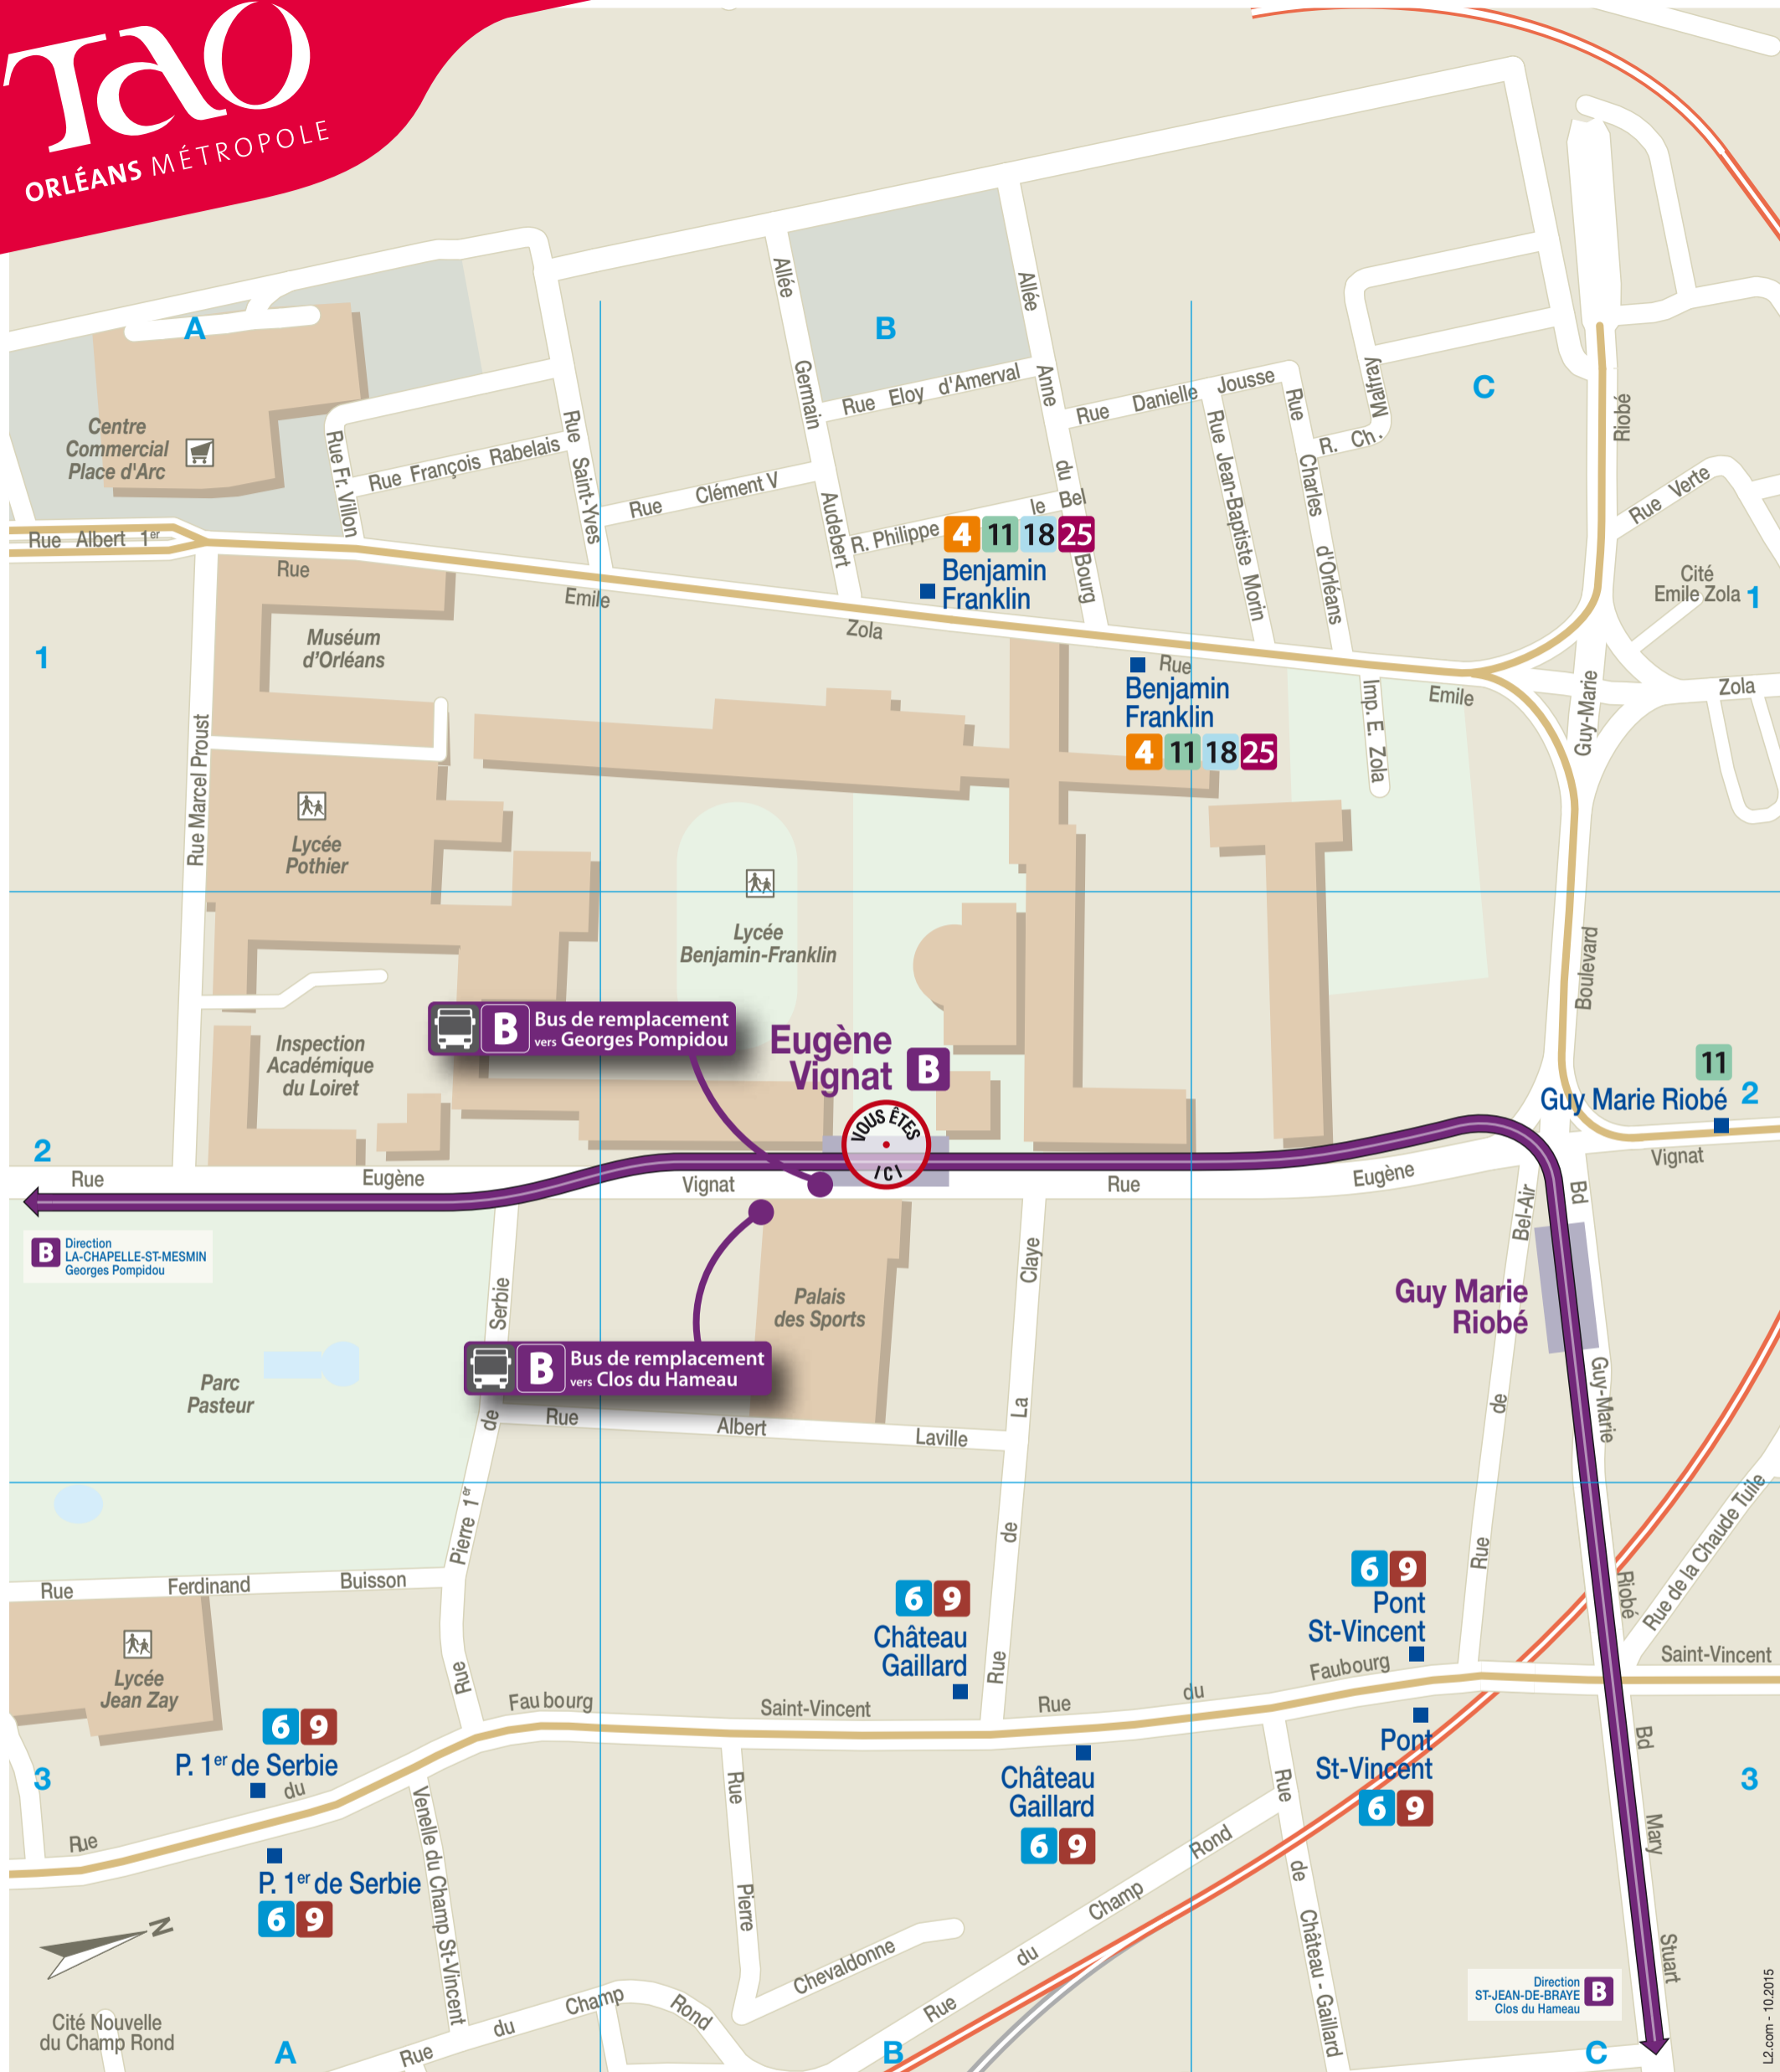 TAO
ORLÉANS MÉTROPOLE
A
B
C
Centre
Commercial
Place d'Arc
Rue Fr. Villon
Rue François Rabelais
Rue Saint-Yves
Allée Germain Audebert
Rue Eloy d'Amerval
Allée Anne du Bourg
Rue Clément V
R. Philippe le Bel
Rue Danielle Jousse
Rue Jean-Baptiste Morin
Rue Charles d'Orléans
R. Ch. Malfray
Riobé
Rue Verte
Cité
Emile Zola
1
Rue Albert 1er
4 11 18 25
Benjamin
Franklin
Rue Emile Zola
1
Muséum
d'Orléans
Rue Emile Zola
Benjamin
Franklin
4 11 18 25
Imp. E. Zola
Guy-Marie
Boulevard
Rue Marcel Proust
Lycée
Pothier
Lycée
Benjamin-Franklin
Inspection
Académique
du Loiret
B Bus de remplacement
vers Georges Pompidou
Eugène
Vignat B
VOUS ÊTES
ICI
11
Guy Marie Riobé
2
2
Rue Eugène Vignat
Rue Eugène Vignat
B Direction
LA-CHAPELLE-ST-MESMIN
Georges Pompidou
Parc
Pasteur
Palais
des Sports
B Bus de remplacement
vers Clos du Hameau
Rue Albert Laville
Rue Pierre 1er de Serbie
Rue de La Claye
Rue de Bel-Air
Guy Marie
Riobé
Bd Guy-Marie Riobé
Rue de la Chaude Tuile
Rue Ferdinand Buisson
Lycée
Jean Zay
6 9
Château
Gaillard
6 9
Pont
St-Vincent
6 9
P. 1er de Serbie
Rue du Faubourg Saint-Vincent
Rue du Faubourg Saint-Vincent
3
3
P. 1er de Serbie
6 9
Château
Gaillard
6 9
Pont
St-Vincent
6 9
Venelle du Champ St-Vincent
Rue Pierre Chevaldonne
Rue du Champ Rond
Rue du Champ Rond
Rue de Château - Gaillard
Bd Mary Stuart
N
Cité Nouvelle
du Champ Rond
Direction B
ST-JEAN-DE-BRAYE
Clos du Hameau
A
B
C
L2.com - 10.2015